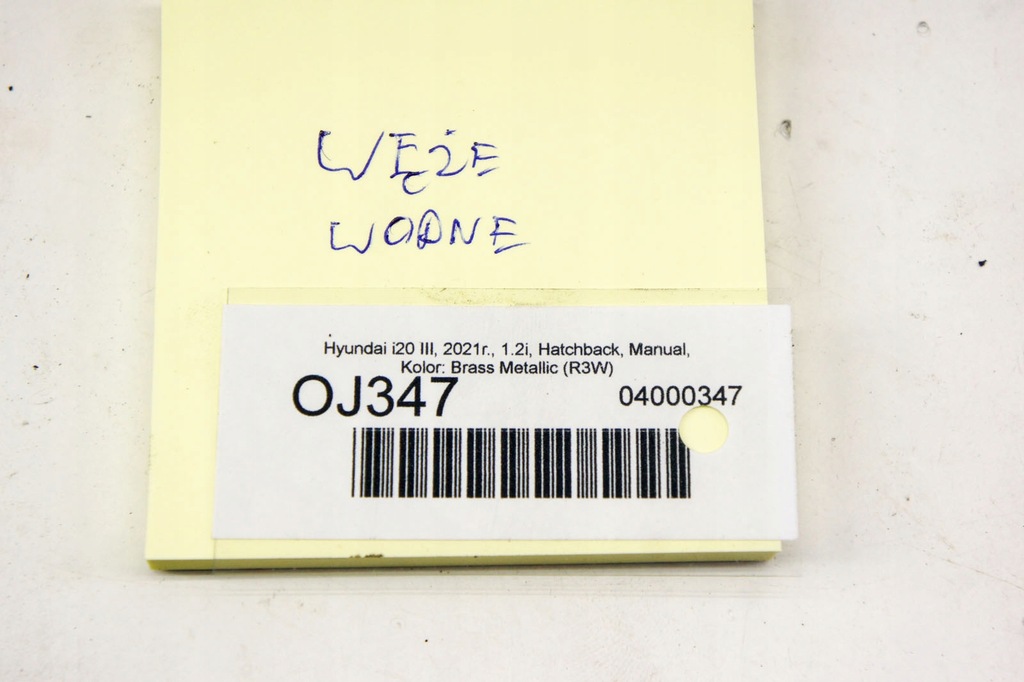 WĘŻE
WODNE
Hyundai i20 III, 2021r., 1.2i, Hatchback, Manual,
Kolor: Brass Metallic (R3W)
OJ347
04000347